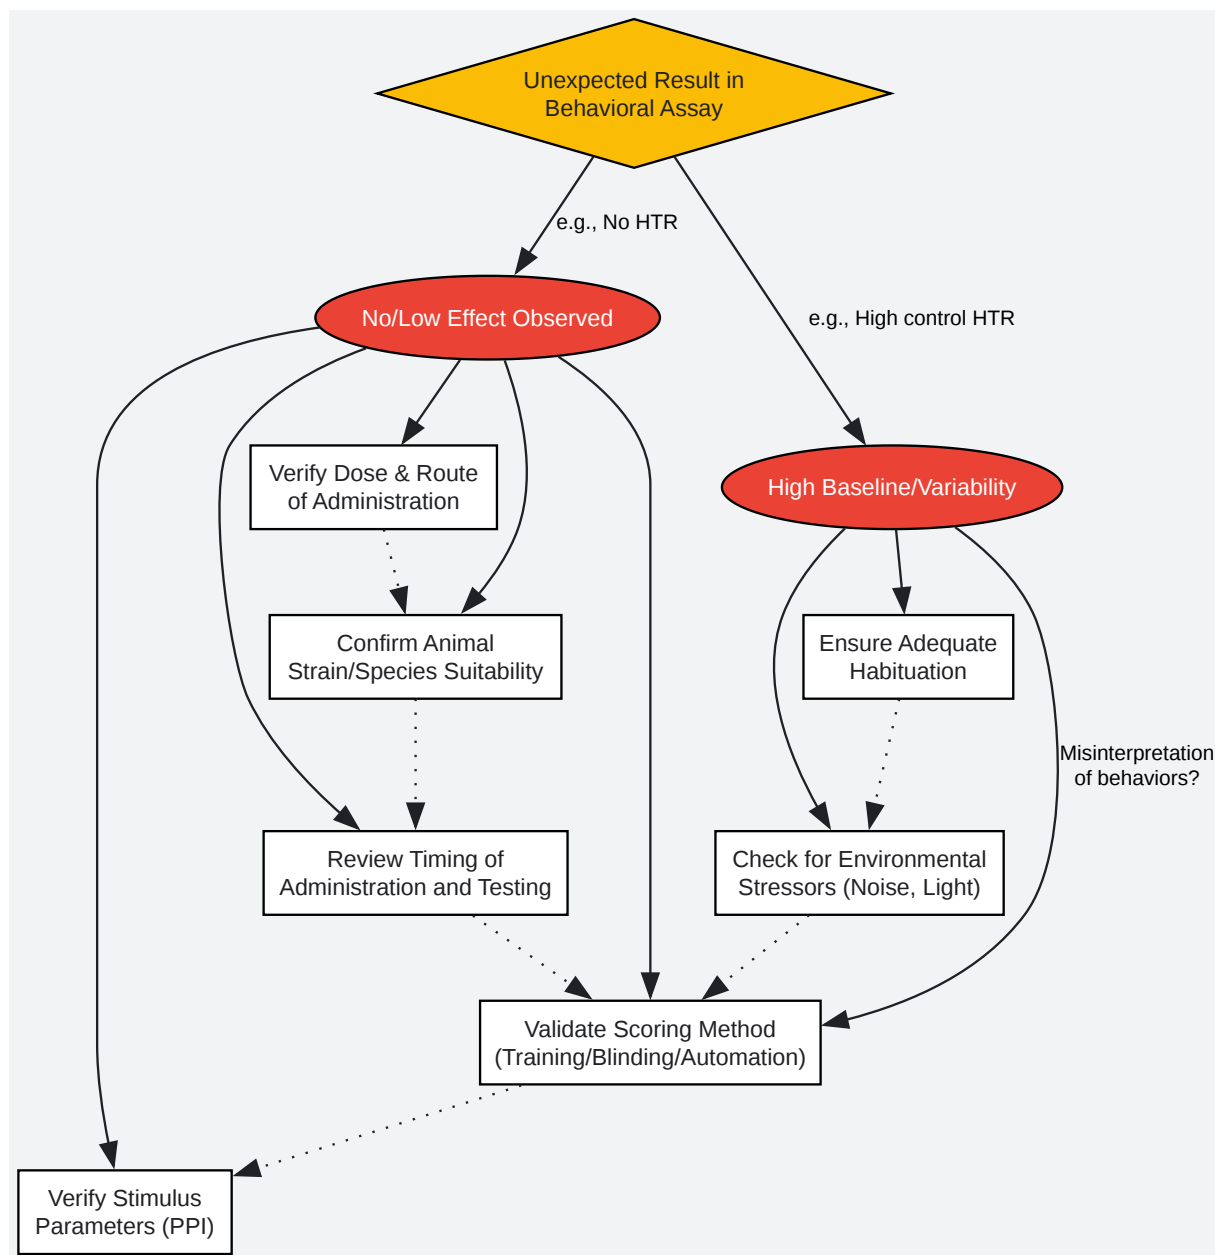 Unexpected Result in
Behavioral Assay
e.g., No HTR
No/Low Effect Observed
e.g., High control HTR
Verify Dose & Route
of Administration
High Baseline/Variability
Confirm Animal
Strain/Species Suitability
Ensure Adequate
Habituation
Misinterpretation
of behaviors?
Review Timing of
Administration and Testing
Check for Environmental
Stressors (Noise, Light)
Validate Scoring Method
(Training/Blinding/Automation)
Verify Stimulus
Parameters (PPI)